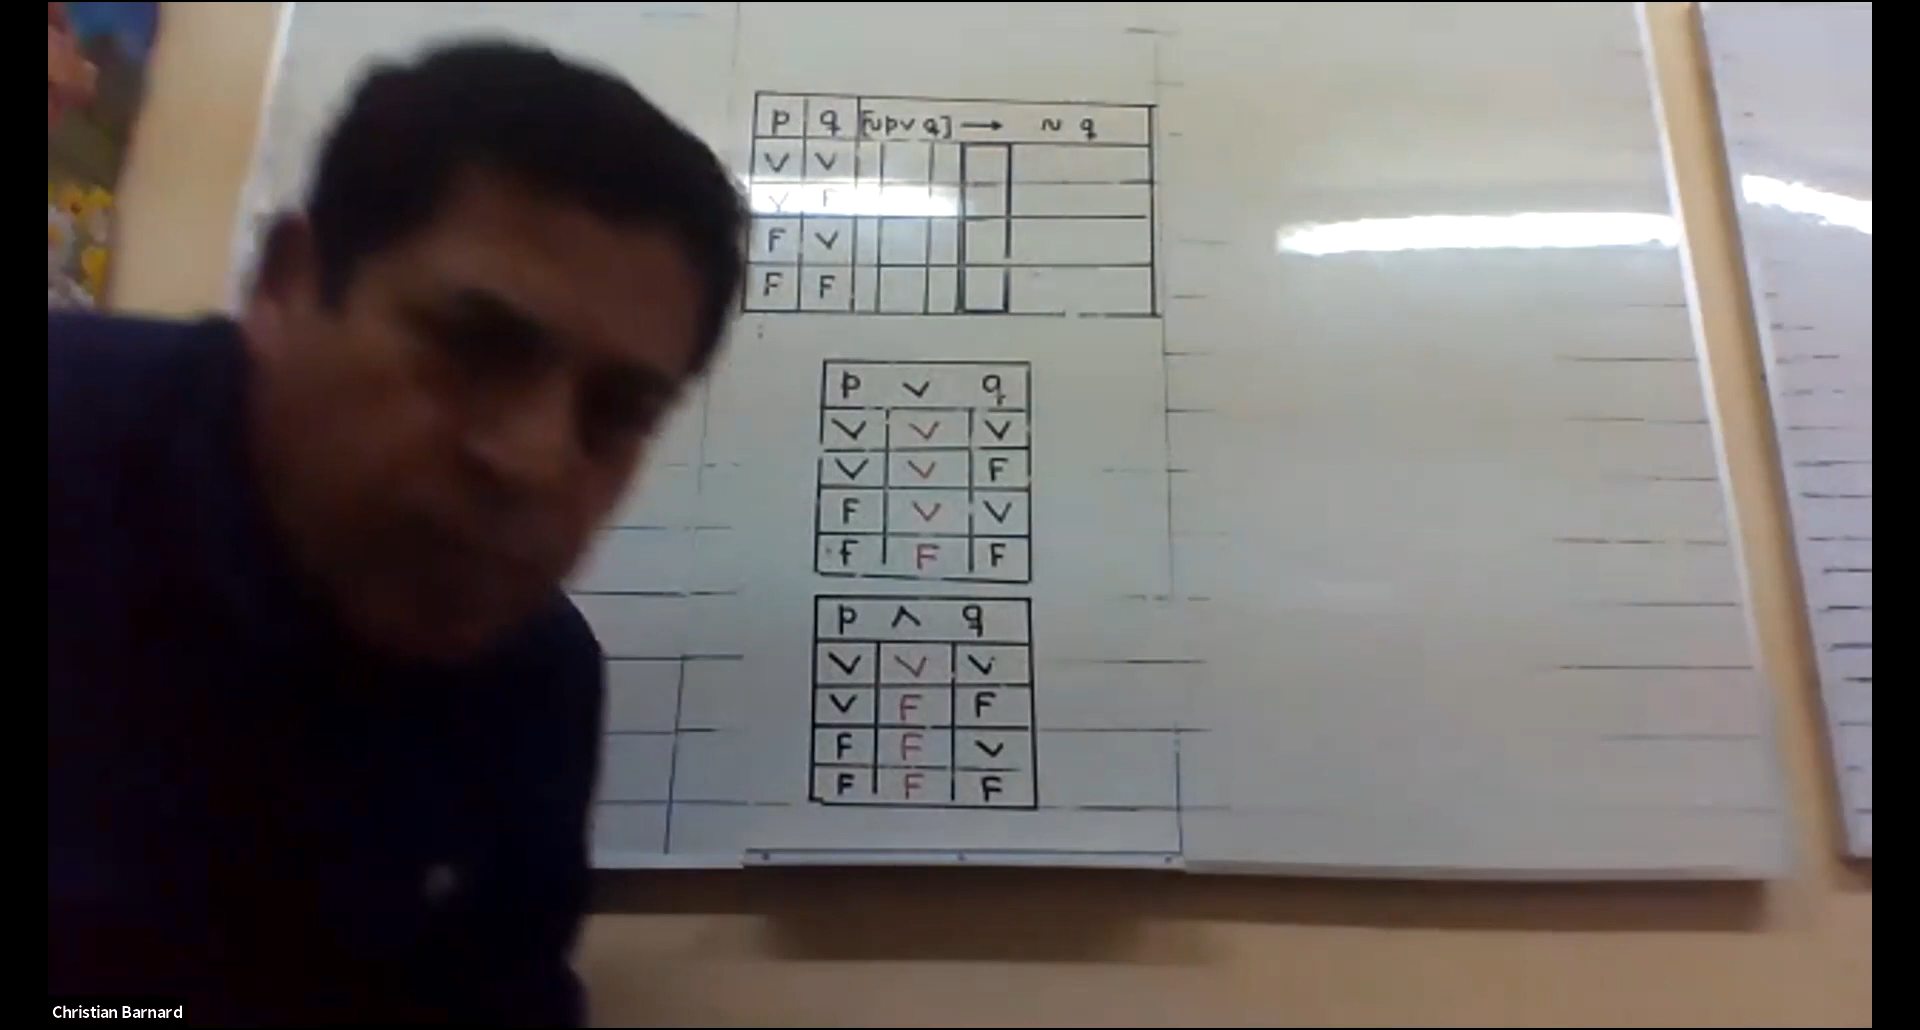 p q [~p∨q] → ~q
V V
V F
F V
F F
p ∨ q
V V V
V V F
F V V
F F F
p ∧ q
V V V
V F F
F F V
F F F
Christian Barnard